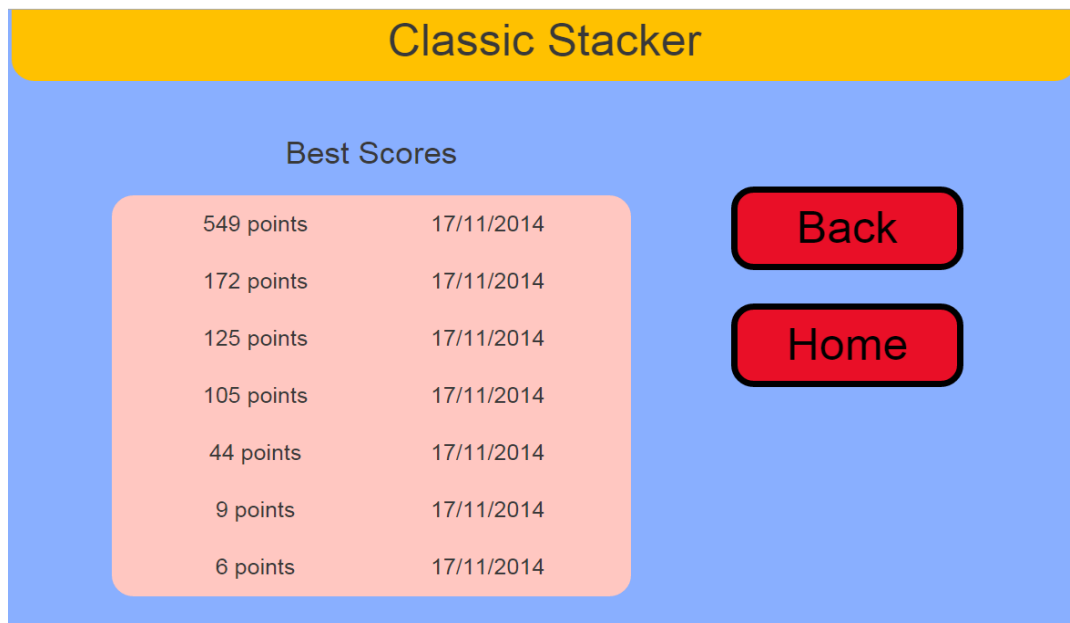 Classic Stacker
Best Scores
549 points 17/11/2014
172 points 17/11/2014
125 points 17/11/2014
105 points 17/11/2014
44 points 17/11/2014
9 points 17/11/2014
6 points 17/11/2014
Back
Home